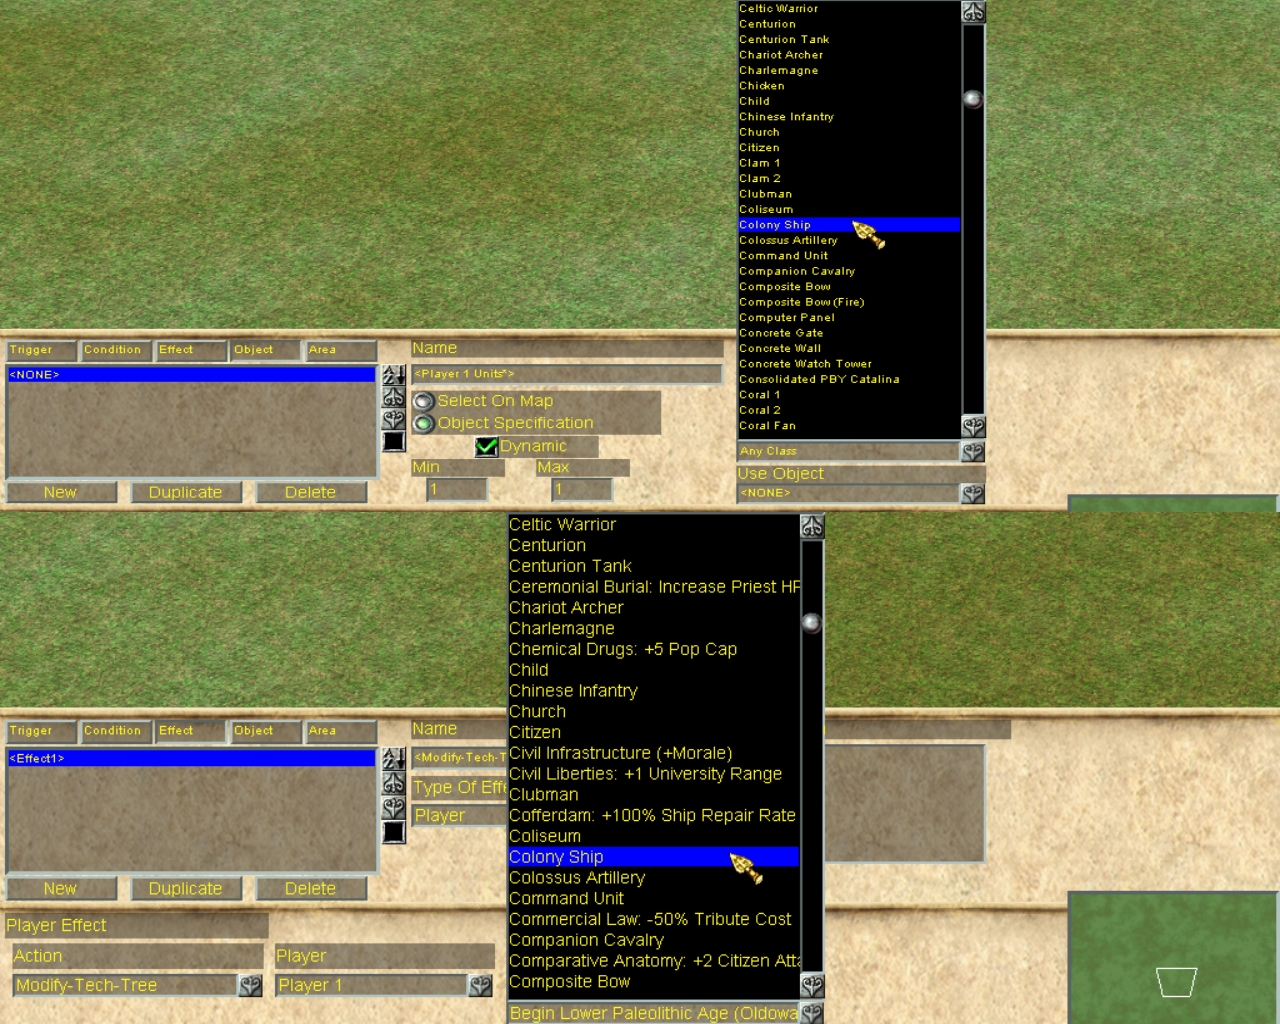 Celtic Warrior
Centurion
Centurion Tank
Chariot Archer
Charlemagne
Chicken
Child
Chinese Infantry
Church
Citizen
Clam 1
Clam 2
Clubman
Coliseum
Colony Ship
Colossus Artillery
Command Unit
Companion Cavalry
Composite Bow
Composite Bow (Fire)
Computer Panel
Concrete Gate
Concrete Wall
Concrete Watch Tower
Consolidated PBY Catalina
Coral 1
Coral 2
Coral Fan
Any Class
Use Object
<NONE>
Trigger Condition Effect Object Area
<NONE>
New Duplicate Delete
Name
<Player 1 Units*>
Select On Map
Object Specification
Dynamic
Min Max
1 1
Celtic Warrior
Centurion
Centurion Tank
Ceremonial Burial: Increase Priest HP
Chariot Archer
Charlemagne
Chemical Drugs: +5 Pop Cap
Child
Chinese Infantry
Church
Citizen
Civil Infrastructure (+Morale)
Civil Liberties: +1 University Range
Clubman
Cofferdam: +100% Ship Repair Rate
Coliseum
Colony Ship
Colossus Artillery
Command Unit
Commercial Law: -50% Tribute Cost
Companion Cavalry
Comparative Anatomy: +2 Citizen Atta
Composite Bow
Begin Lower Paleolithic Age (Oldowa
Trigger Condition Effect Object Area
<Effect1>
New Duplicate Delete
Name
<Modify-Tech-T
Type Of Effe
Player
Player Effect
Action Player
Modify-Tech-Tree Player 1